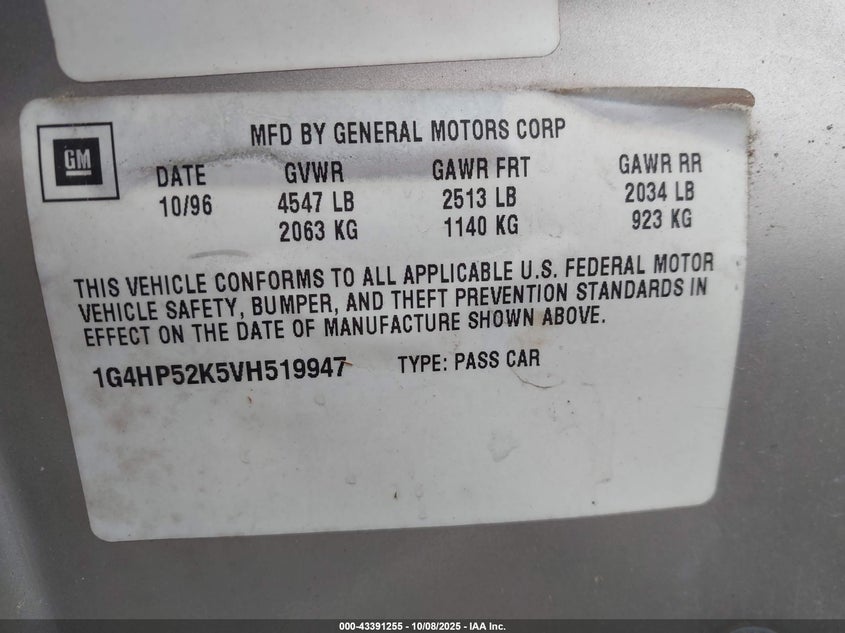 MFD BY GENERAL MOTORS CORP
GM
DATE GVWR GAWR FRT GAWR RR
10/96 4547 LB 2513 LB 2034 LB
2063 KG 1140 KG 923 KG
THIS VEHICLE CONFORMS TO ALL APPLICABLE U.S. FEDERAL MOTOR
VEHICLE SAFETY, BUMPER, AND THEFT PREVENTION STANDARDS IN
EFFECT ON THE DATE OF MANUFACTURE SHOWN ABOVE.
1G4HP52K5VH519947 TYPE: PASS CAR
000-43391255 - 10/08/2025 - IAA Inc.